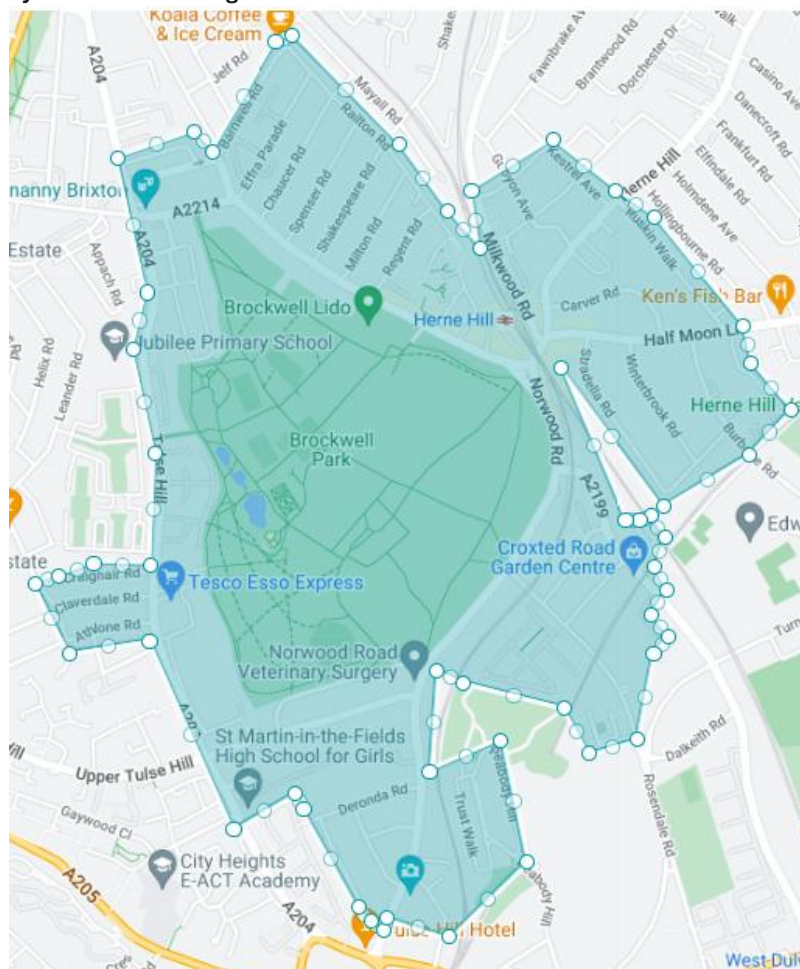 Koala Coffee
& Ice Cream
A204
Jelf Rd
Mayall Rd
Railton Rd
Barnwell Rd
Effra Parade
Chaucer Rd
Spenser Rd
Shakespeare Rd
Milton Rd
Regent Rd
Fawnbrake Ave
Brantwood Rd
Dorchester Dr
Casino Ave
Danecroft Rd
Frankfurt Rd
Elfindale Rd
Holmdene Ave
Hollingbourne Rd
Herne Hill
Kestrel Ave
Ruskin Walk
Gubyon Ave
nanny Brixton
A2214
Estate
A204
Appach Rd
Milkwood Rd
Carver Rd
Ken's Fish Bar
Brockwell Lido
Herne Hill
Half Moon L
Jubilee Primary School
Helix Rd
Leander Rd
Stradella Rd
Winterbrook Rd
Norwood Rd
Herne Hill
Brockwell
Park
Tulse Hill
A2199
Croxted Road
Garden Centre
Edw
state
Craignair Rd
Claverdale Rd
Athlone Rd
Tesco Esso Express
Norwood Road
Veterinary Surgery
Turn
St Martin-in-the-Fields
High School for Girls
Dalkeith Rd
Upper Tulse Hill
Deronda Rd
Trust Walk
Peabody Hill
Rosendale Rd
Gaywood Cl
City Heights
E-ACT Academy
A205
A204
Tulse Hill Hotel
West Dul